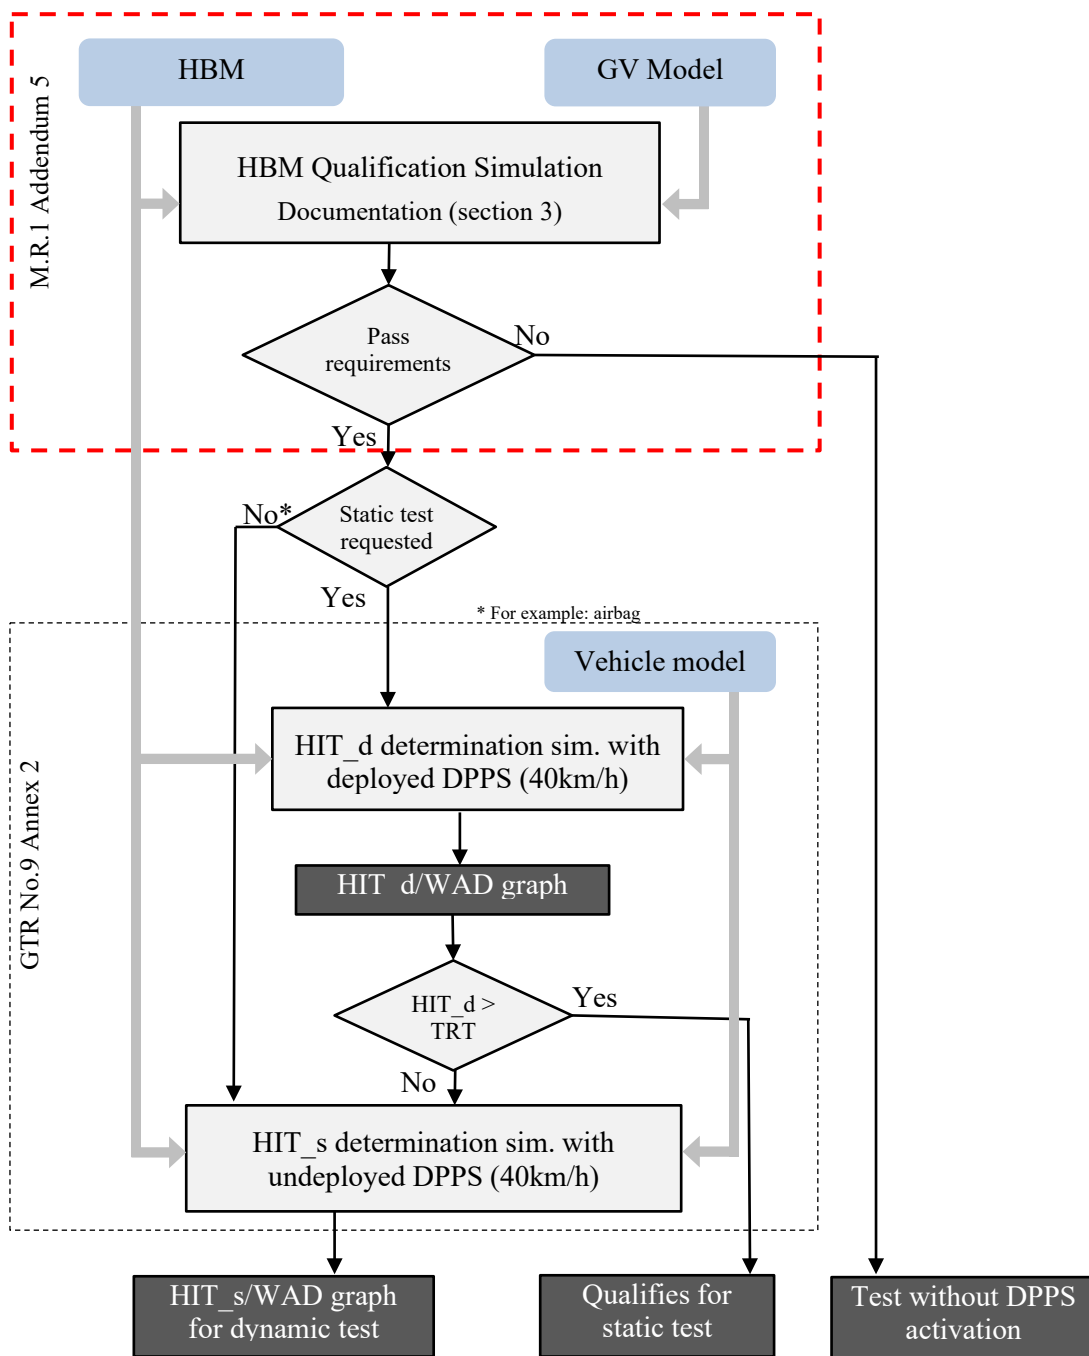 M.R.1 Addendum 5
HBM
GV Model
HBM Qualification Simulation
Documentation (section 3)
Pass
requirements
No
Yes
No*
Static test
requested
Yes
* For example: airbag
GTR No.9 Annex 2
Vehicle model
HIT_d determination sim. with
deployed DPPS (40km/h)
HIT d/WAD graph
HIT_d >
TRT
Yes
No
HIT_s determination sim. with
undeployed DPPS (40km/h)
HIT_s/WAD graph
for dynamic test
Qualifies for
static test
Test without DPPS
activation